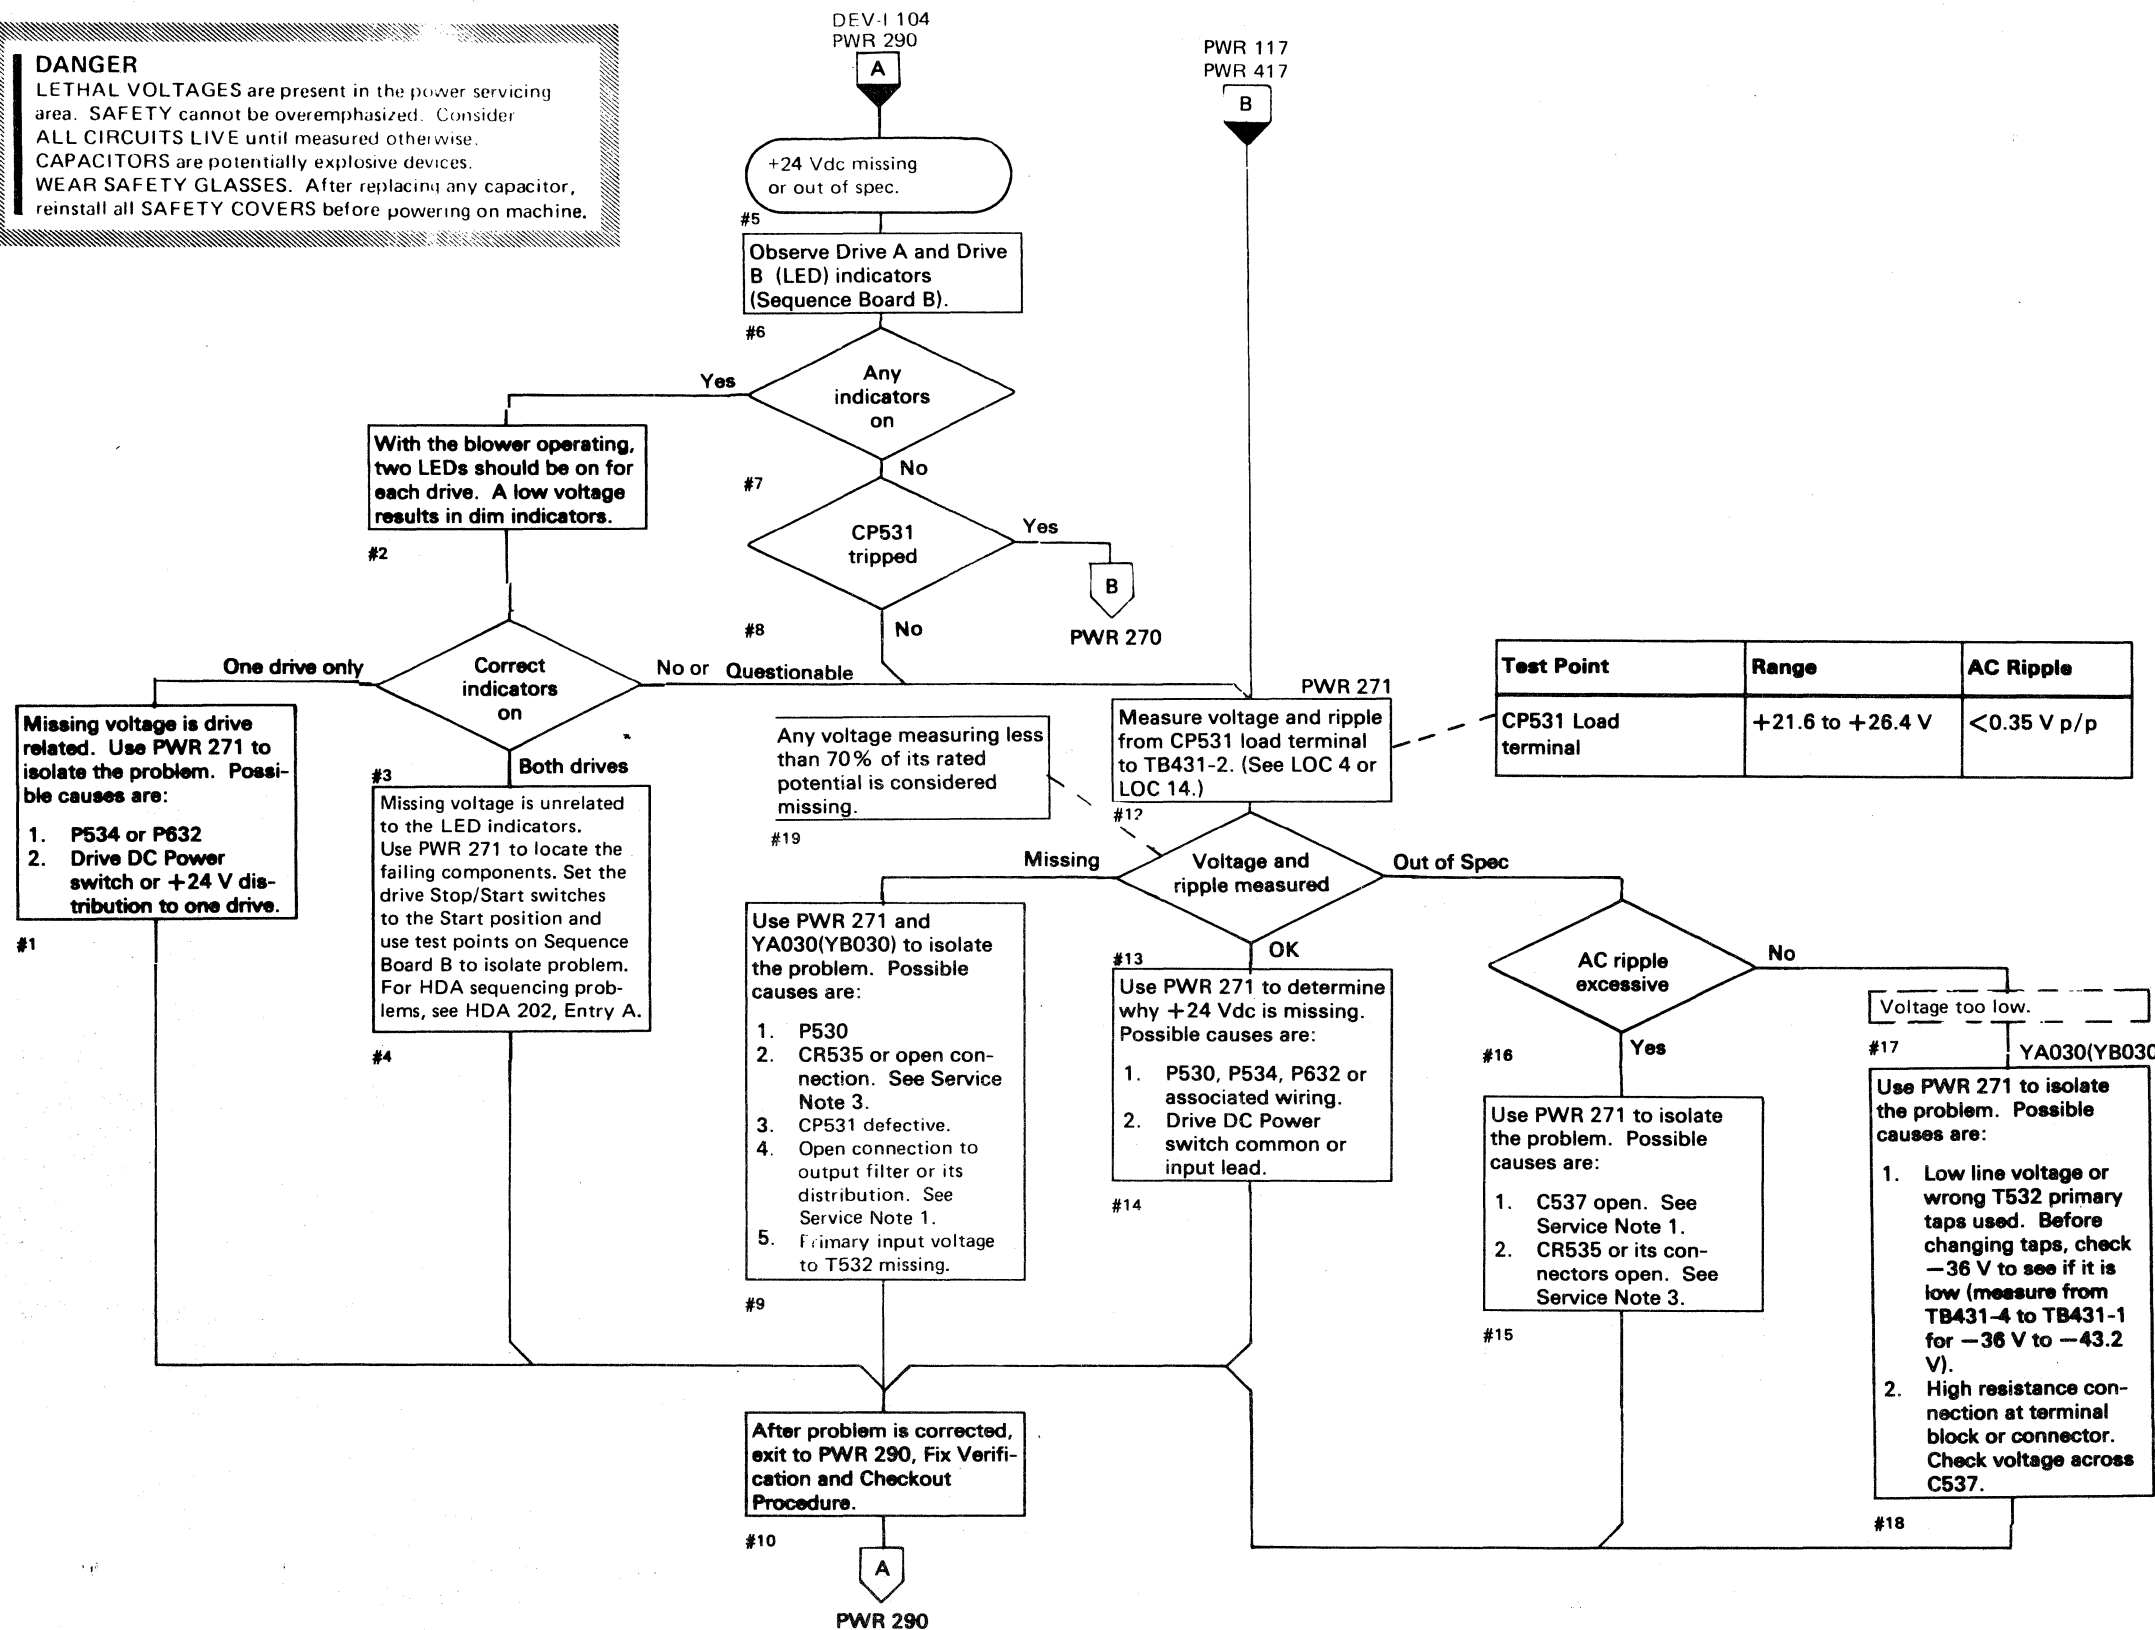 DANGER
LETHAL VOLTAGES are present in the power servicing
area. SAFETY cannot be overemphasized. Consider
ALL CIRCUITS LIVE until measured otherwise.
CAPACITORS are potentially explosive devices.
WEAR SAFETY GLASSES. After replacing any capacitor,
reinstall all SAFETY COVERS before powering on machine.
DEV-I 104
PWR 290
A
PWR 117
PWR 417
B
+24 Vdc missing
or out of spec.
#5
Observe Drive A and Drive
B (LED) indicators
(Sequence Board B).
#6
Any
indicators
on
Yes
No
With the blower operating,
two LEDs should be on for
each drive. A low voltage
results in dim indicators.
#2
#7
CP531
tripped
Yes
B
PWR 270
#8
No
One drive only
Correct
indicators
on
No or Questionable
Both drives
Missing voltage is drive
related. Use PWR 271 to
isolate the problem. Possi-
ble causes are:
1. P534 or P632
2. Drive DC Power
switch or +24 V dis-
tribution to one drive.
#1
#3
Missing voltage is unrelated
to the LED indicators.
Use PWR 271 to locate the
failing components. Set the
drive Stop/Start switches
to the Start position and
use test points on Sequence
Board B to isolate problem.
For HDA sequencing prob-
lems, see HDA 202, Entry A.
#4
Any voltage measuring less
than 70% of its rated
potential is considered
missing.
#19
PWR 271
Measure voltage and ripple
from CP531 load terminal
to TB431-2. (See LOC 4 or
LOC 14.)
Test Point Range AC Ripple
CP531 Load +21.6 to +26.4 V <0.35 V p/p
terminal
#12
Missing
Voltage and
ripple measured
Out of Spec
OK
Use PWR 271 and
YA030(YB030) to isolate
the problem. Possible
causes are:
1. P530
2. CR535 or open con-
nection. See Service
Note 3.
3. CP531 defective.
4. Open connection to
output filter or its
distribution. See
Service Note 1.
5. Primary input voltage
to T532 missing.
#9
#13
Use PWR 271 to determine
why +24 Vdc is missing.
Possible causes are:
1. P530, P534, P632 or
associated wiring.
2. Drive DC Power
switch common or
input lead.
#14
AC ripple
excessive
No
Yes
#16
Use PWR 271 to isolate
the problem. Possible
causes are:
1. C537 open. See
Service Note 1.
2. CR535 or its con-
nectors open. See
Service Note 3.
#15
Voltage too low.
#17
YA030(YB030
Use PWR 271 to isolate
the problem. Possible
causes are:
1. Low line voltage or
wrong T532 primary
taps used. Before
changing taps, check
−36 V to see if it is
low (measure from
TB431-4 to TB431-1
for −36 V to −43.2
V).
2. High resistance con-
nection at terminal
block or connector.
Check voltage across
C537.
#18
After problem is corrected,
exit to PWR 290, Fix Verifi-
cation and Checkout
Procedure.
#10
A
PWR 290